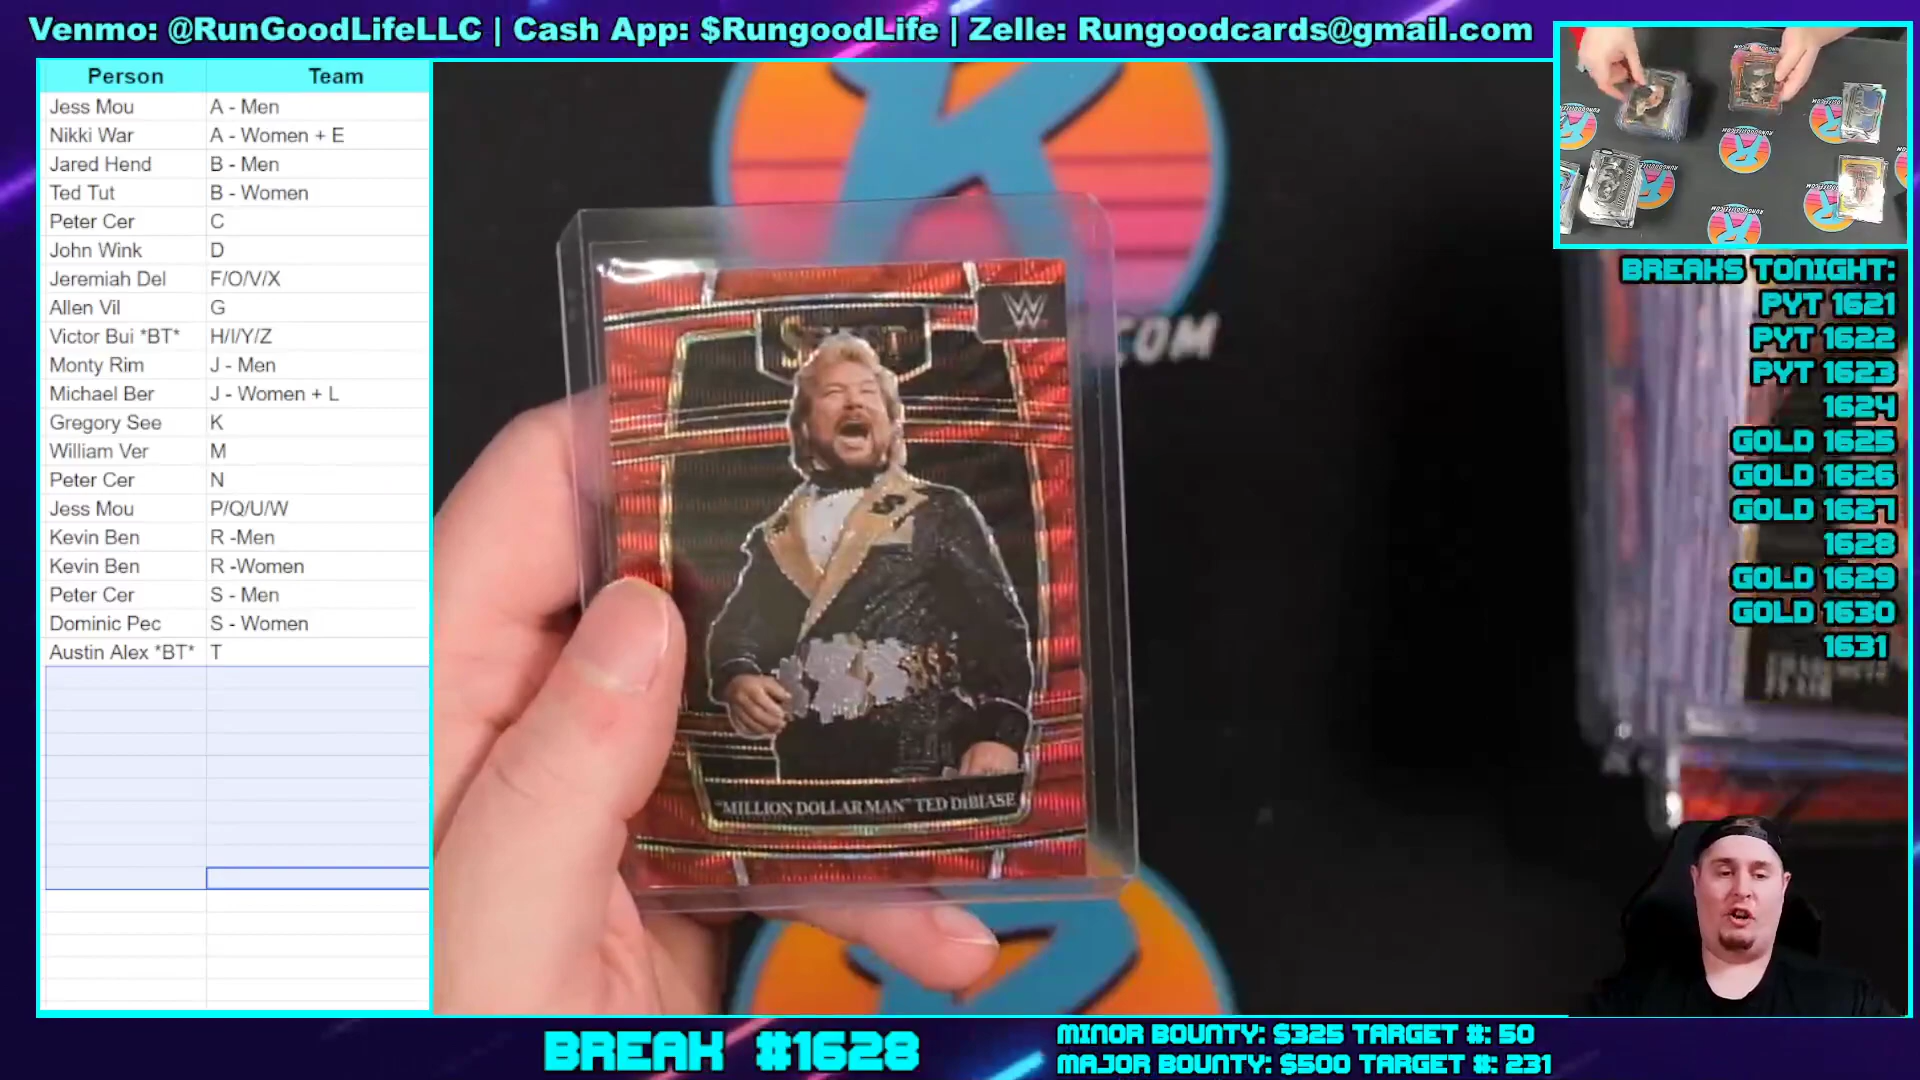 Venmo: @RunGoodLifeLLC | Cash App: $RungoodLife | Zelle: Rungoodcards@gmail.com
Person Team
Jess Mou A - Men
Nikki War A - Women + E
Jared Hend B - Men
Ted Tut B - Women
Peter Cer C
John Wink D
Jeremiah Del F/O/V/X
Allen Vil G
Victor Bui *BT* H/I/Y/Z
Monty Rim J - Men
Michael Ber J - Women + L
Gregory See K
William Ver M
Peter Cer N
Jess Mou P/Q/U/W
Kevin Ben R -Men
Kevin Ben R -Women
Peter Cer S - Men
Dominic Pec S - Women
Austin Alex *BT* T
.COM
W
SELECT
"MILLION DOLLAR MAN" TED DiBIASE
BREAKS TONIGHT:
PYT 1621
PYT 1622
PYT 1623
1624
GOLD 1625
GOLD 1626
GOLD 1627
1628
GOLD 1629
GOLD 1630
1631
BREAK #1628
MINOR BOUNTY: $325 TARGET #: 50
MAJOR BOUNTY: $500 TARGET #: 231